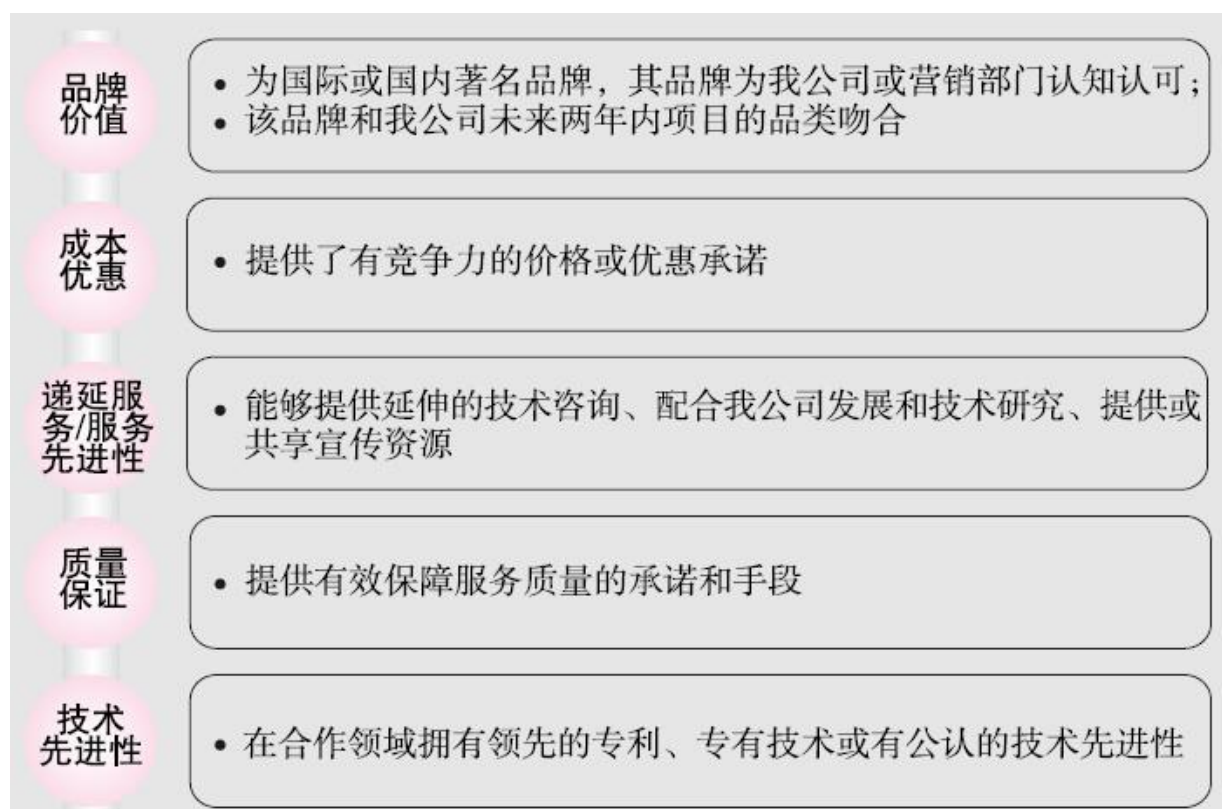 品牌
价值
• 为国际或国内著名品牌，其品牌为我公司或营销部门认知认可；
• 该品牌和我公司未来两年内项目的品类吻合
成本
优惠
• 提供了有竞争力的价格或优惠承诺
递延服
务/服务
先进性
• 能够提供延伸的技术咨询、配合我公司发展和技术研究、提供或
共享宣传资源
质量
保证
• 提供有效保障服务质量的承诺和手段
技术
先进性
• 在合作领域拥有领先的专利、专有技术或有公认的技术先进性